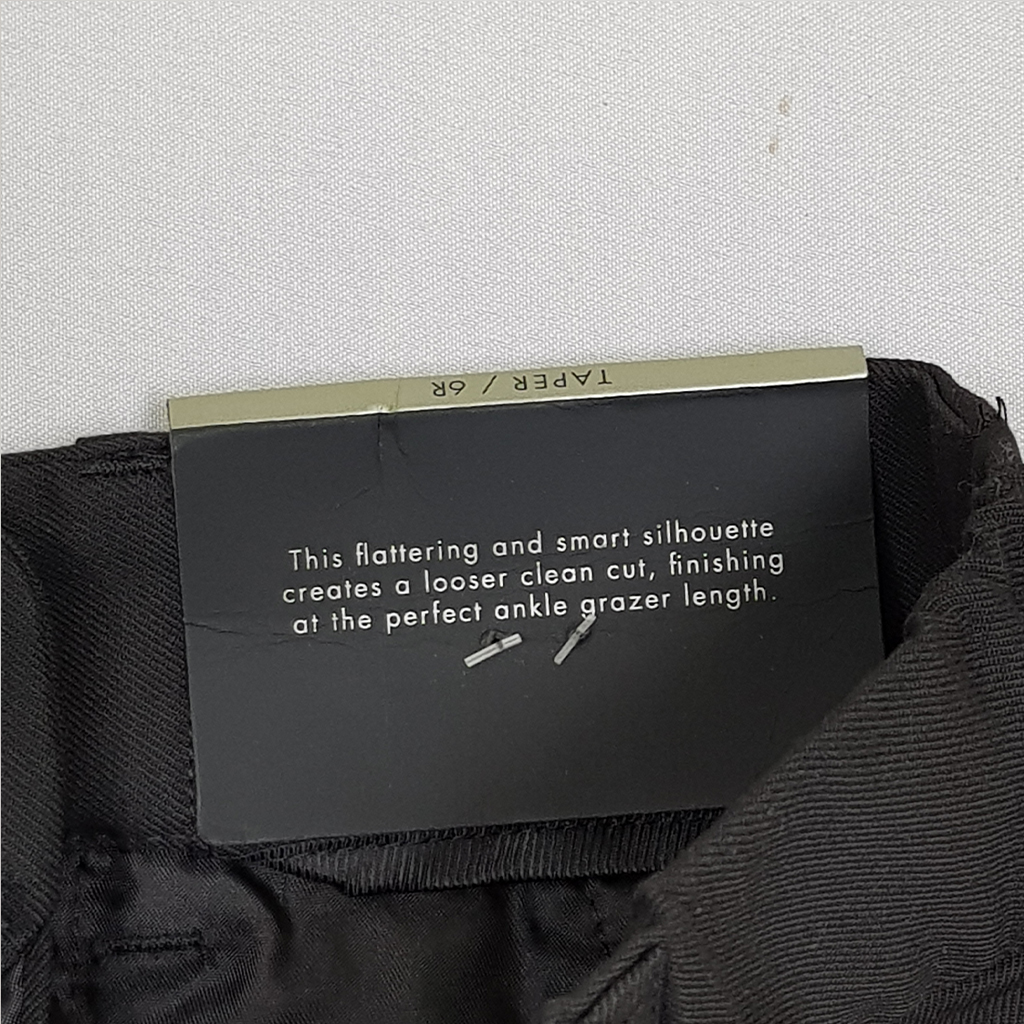 TAPER / 6R
This flattering and smart silhouette
creates a looser clean cut, finishing
at the perfect ankle grazer length.